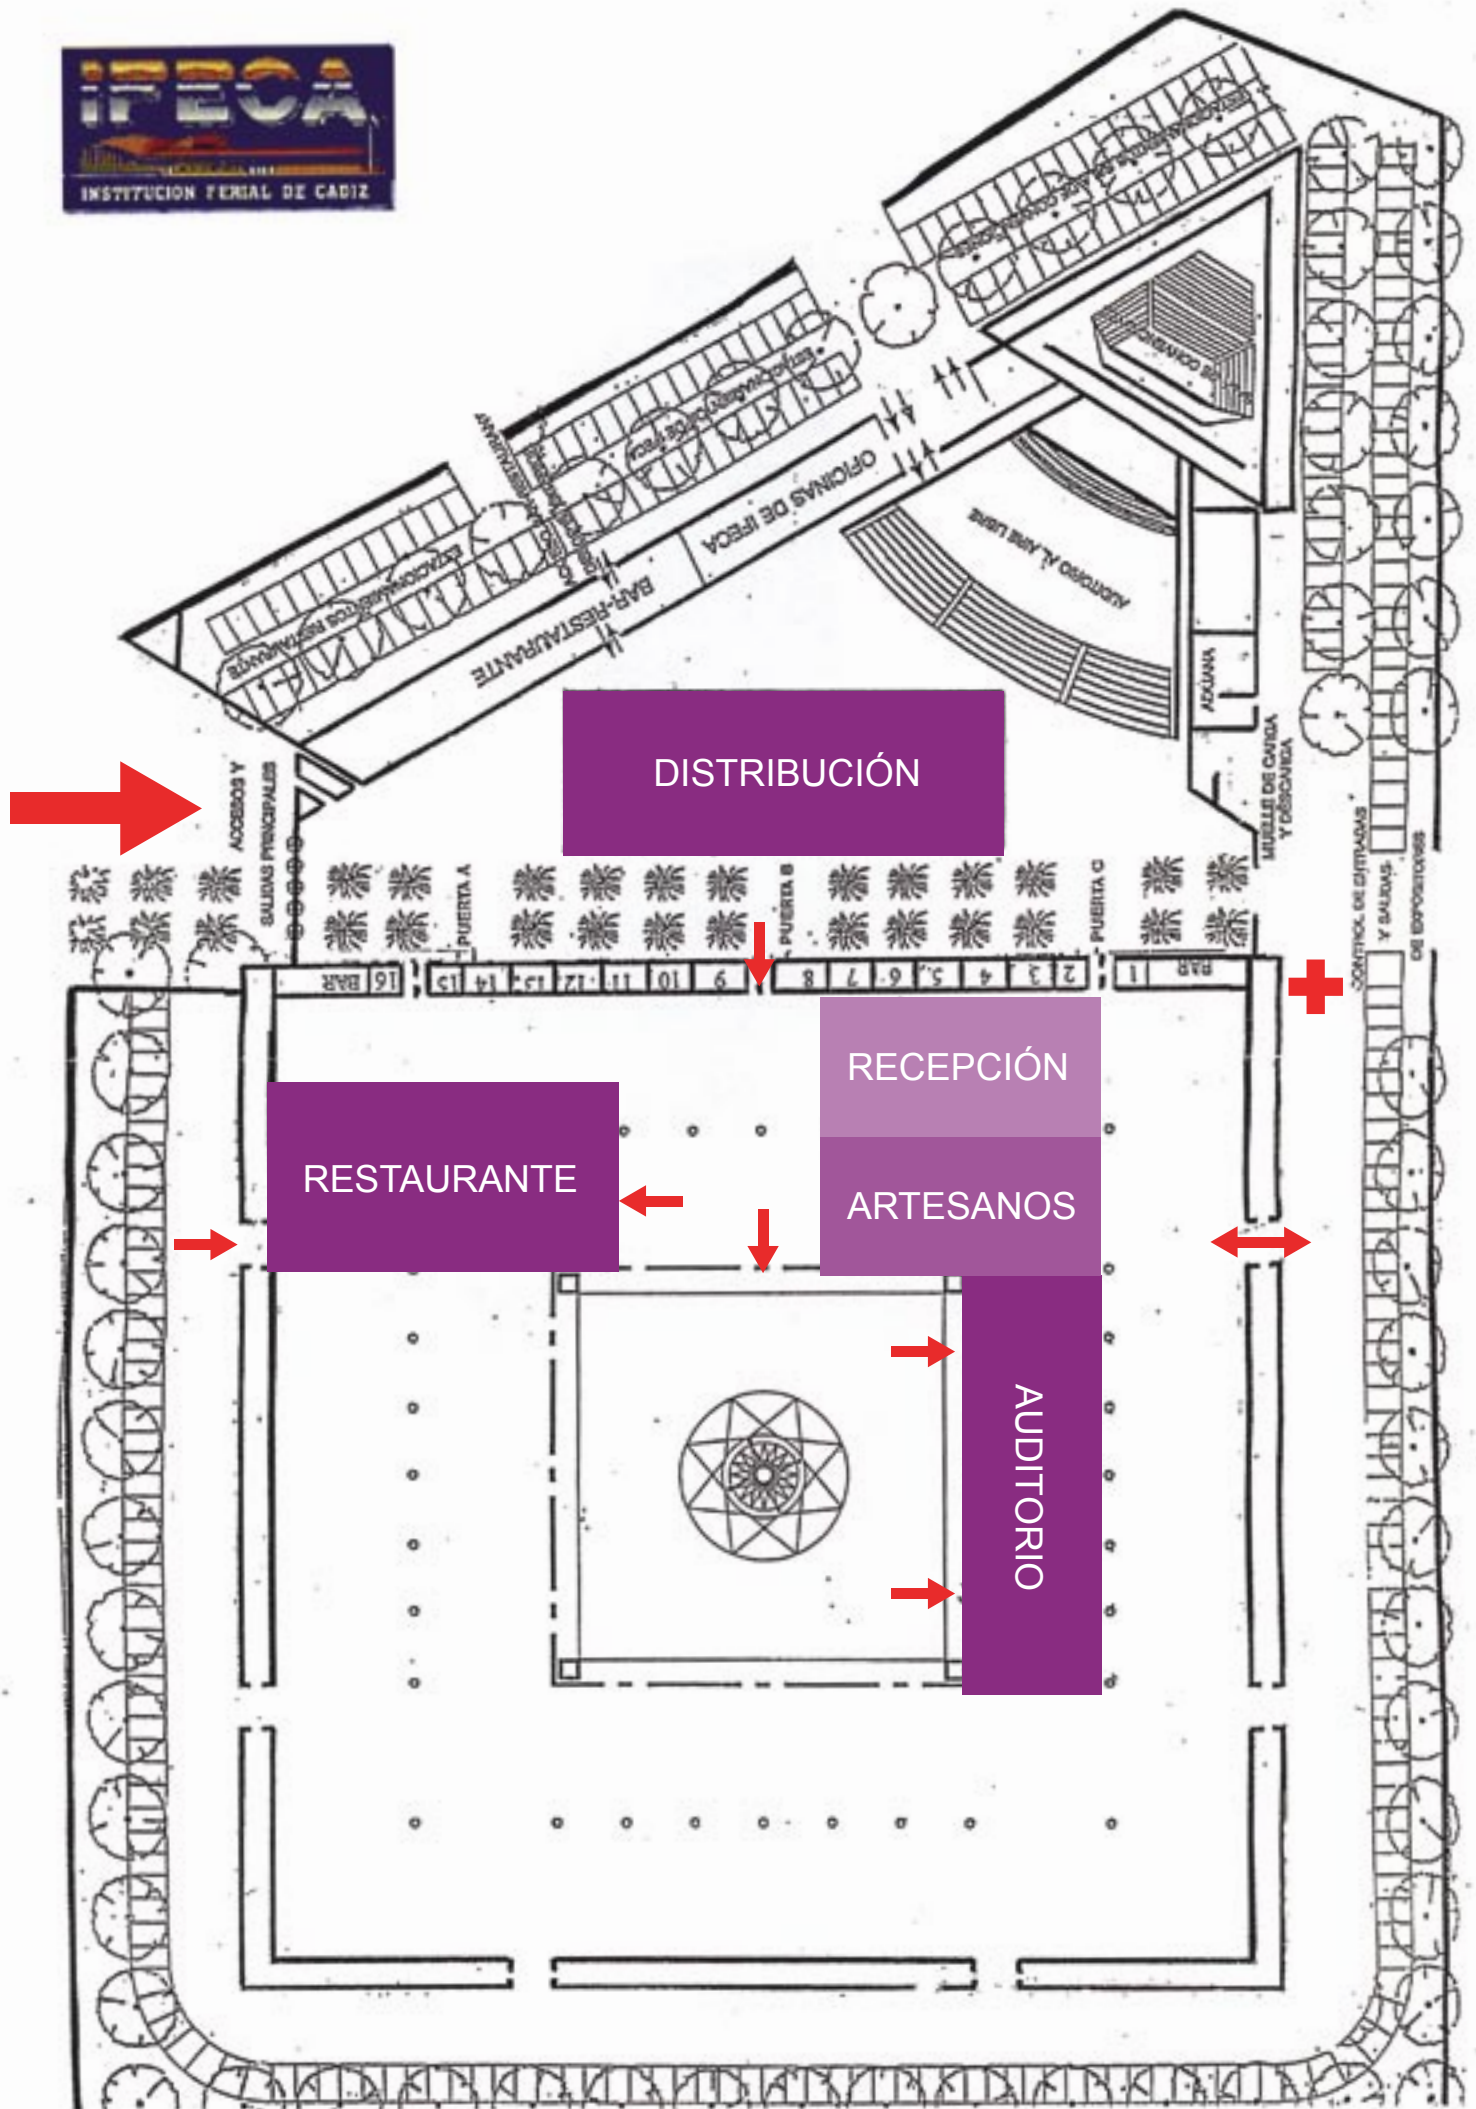 IFECA
INSTITUCION FERIAL DE CADIZ
OFICINAS DE IFECA
BAR-RESTAURANTE
AUDITORIO AL AIRE LIBRE
ESTACIONAMIENTOS RESTAURANTE
ADUANA
DISTRIBUCIÓN
ACCESOS Y
SALIDAS PRINCIPALES
MUELLE DE CARGA
Y DESCARGA
CONTROL DE ENTRADAS
Y SALIDAS
DE EXPOSITORES
PUERTA A
PUERTA B
PUERTA C
BAR
16
15
14
13
12
11
10
9
8
7
6
5
4
3
2
1
BAR
RECEPCIÓN
RESTAURANTE
ARTESANOS
AUDITORIO